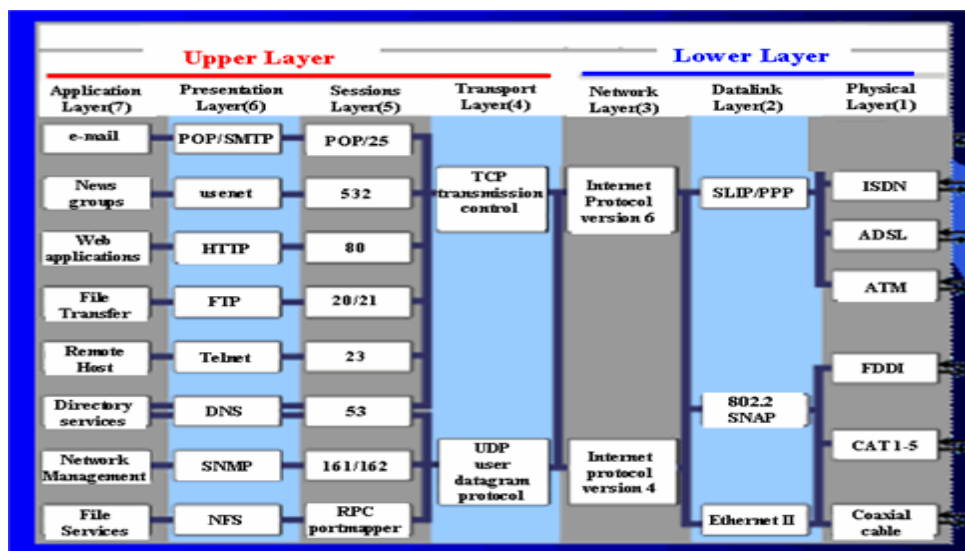 Upper Layer
Lower Layer
Application Layer(7)
Presentation Layer(6)
Sessions Layer(5)
Transport Layer(4)
Network Layer(3)
Datalink Layer(2)
Physical Layer(1)
e-mail
POP/SMTP
POP/25
News groups
usenet
532
Web applications
HTTP
80
File Transfer
FTP
20/21
Remote Host
Telnet
23
Directory services
DNS
53
Network Management
SNMP
161/162
File Services
NFS
RPC portmapper
TCP transmission control
UDP user datagram protocol
Internet Protocol version 6
Internet protocol version 4
SLIP/PPP
802.2 SNAP
Ethernet II
ISDN
ADSL
ATM
FDDI
CAT 1-5
Coaxial cable